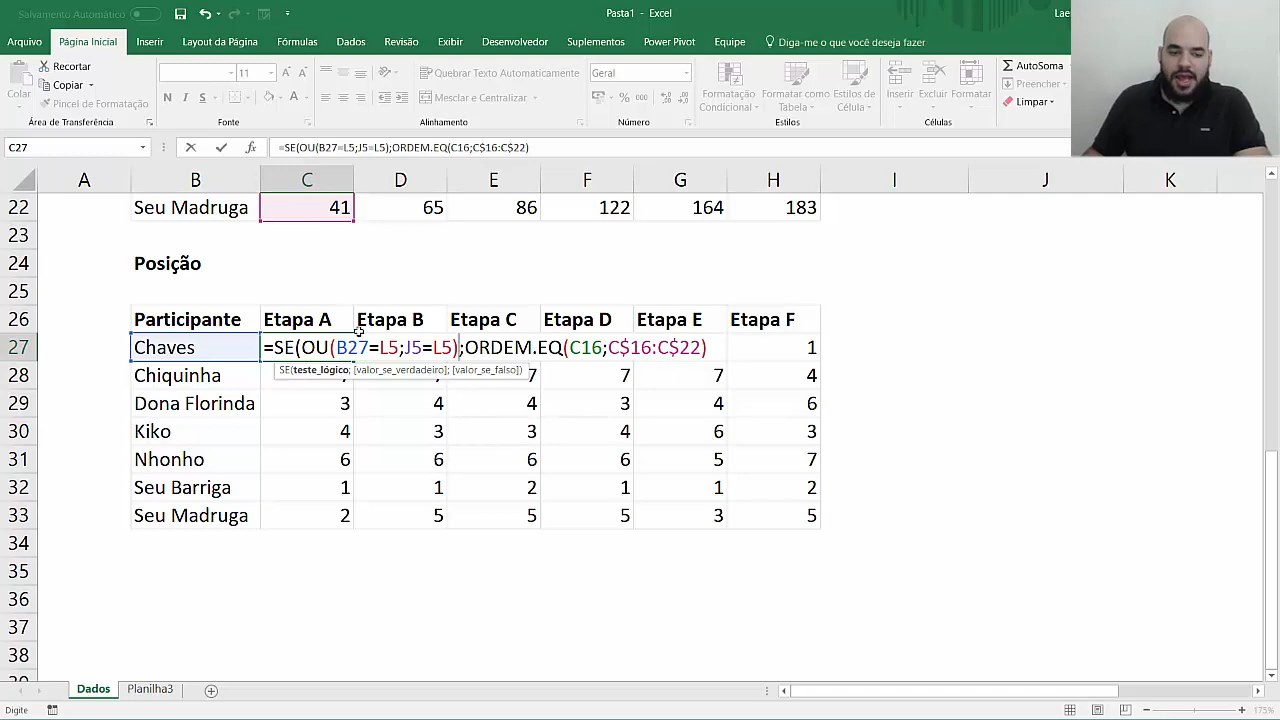 Salvamento Automático
Pasta1 - Excel
Lae
Arquivo Página Inicial Inserir Layout da Página Fórmulas Dados Revisão Exibir Desenvolvedor Suplementos Power Pivot Equipe Diga-me o que você deseja fazer
Recortar
Copiar
Pincel de Formatação
Área de Transferência
11
N I S
Fonte
Quebrar Texto Automaticamente
Mesclar e centralizar
Alinhamento
Geral
% 000
Número
Formatação Condicional
Formatar como Tabela
Estilos de Célula
Estilos
Inserir Excluir Formatar
Células
AutoSoma
Preencher
Limpar
C27
fx
=SE(OU(B27=L5;J5=L5);ORDEM.EQ(C16;C$16:C$22)
A B C D E F G H I J K
22 Seu Madruga 41 65 86 122 164 183
23
24 Posição
25
26 Participante Etapa A Etapa B Etapa C Etapa D Etapa E Etapa F
27 Chaves =SE(OU(B27=L5;J5=L5);ORDEM.EQ(C16;C$16:C$22) 1
SE(teste_lógico; [valor_se_verdadeiro]; [valor_se_falso])
28 Chiquinha 7 7 7 4
29 Dona Florinda 3 4 4 3 4 6
30 Kiko 4 3 3 4 6 3
31 Nhonho 6 6 6 6 5 7
32 Seu Barriga 1 1 2 1 1 2
33 Seu Madruga 2 5 5 5 3 5
34
35
36
37
38
Dados Planilha3
Digite
175%